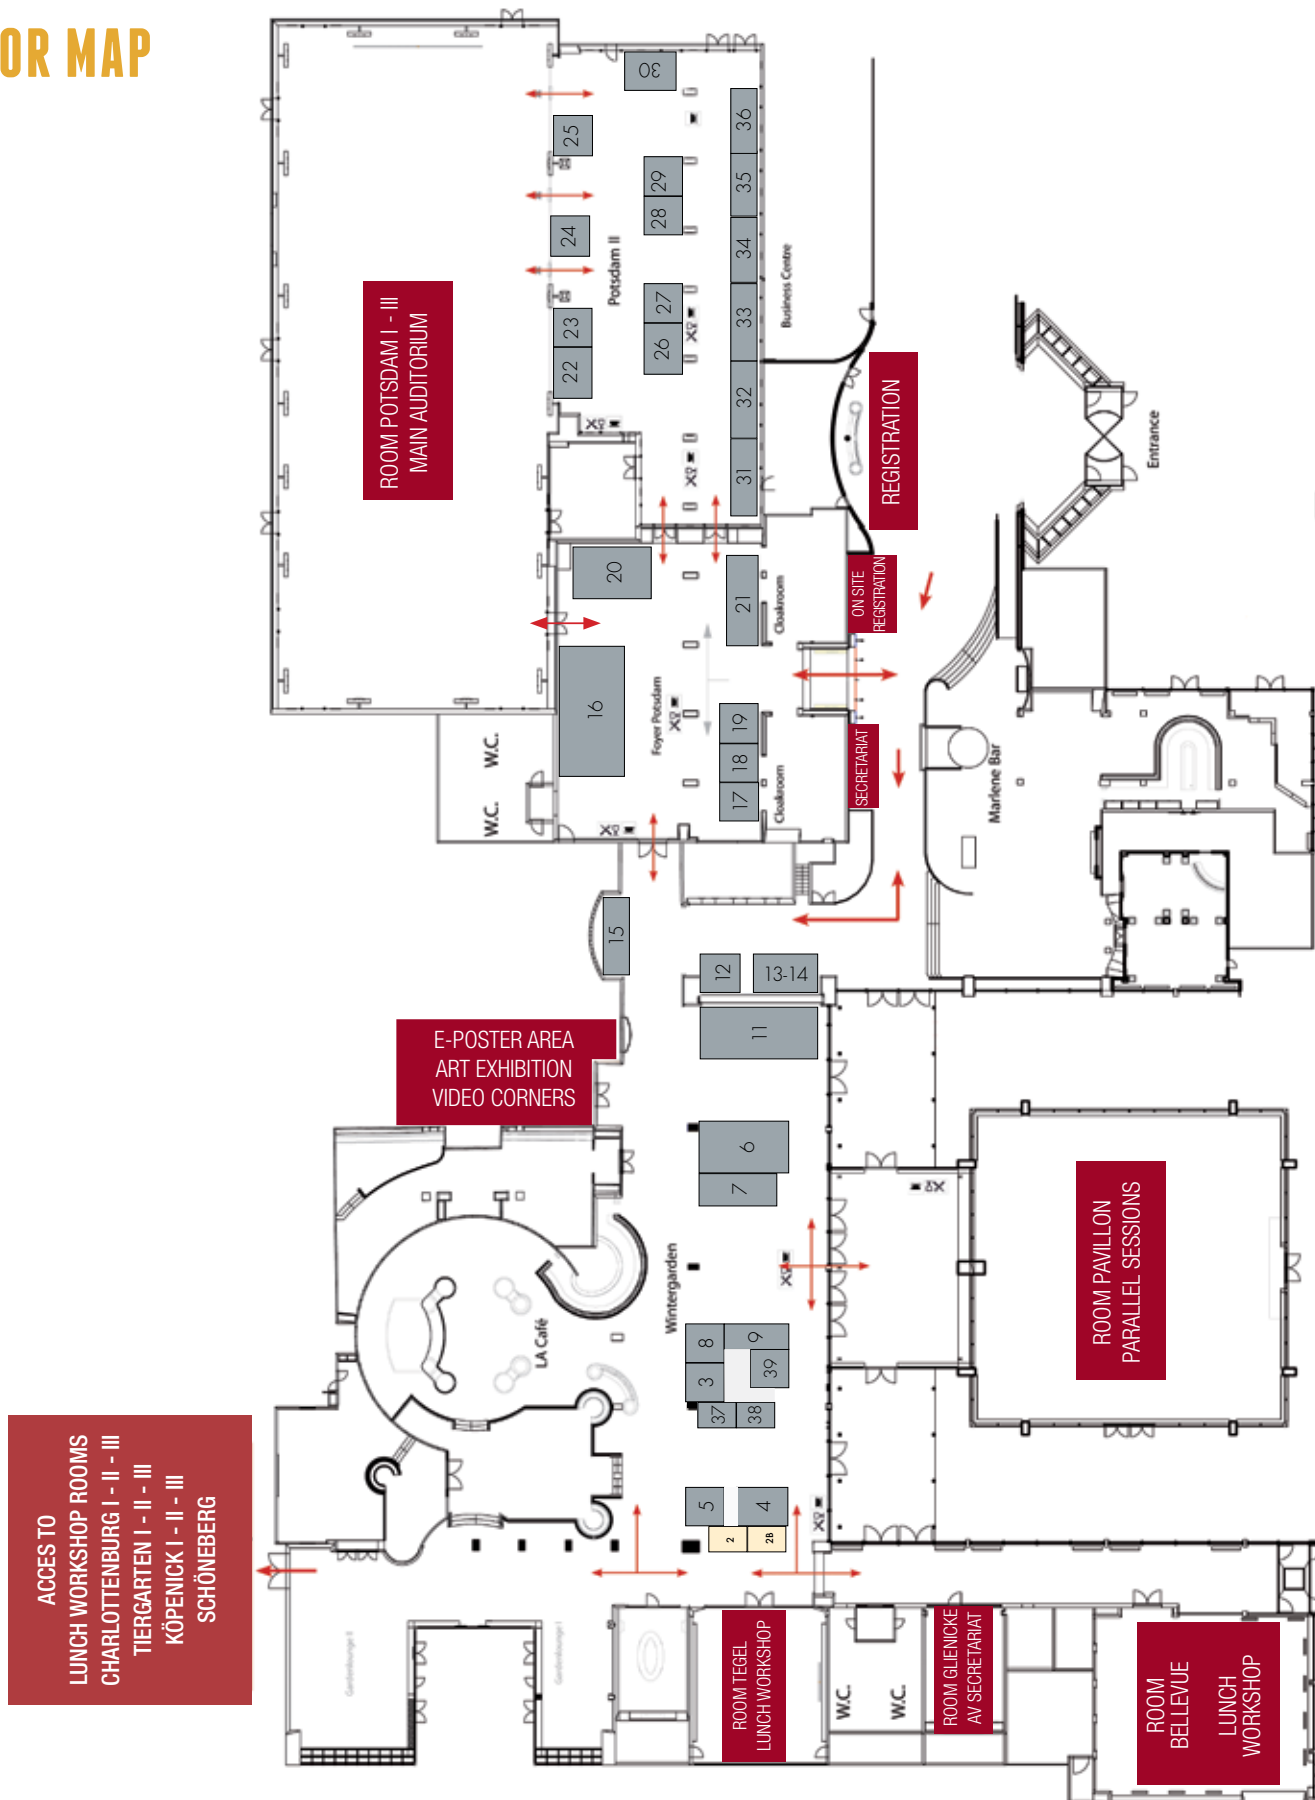 OR MAP
30
25
36
29
35
28
24
34
Potsdam II
Business Centre
ROOM POTSDAM I - III
MAIN AUDITORIUM
27
23
33
26
22
32
31
REGISTRATION
Entrance
20
21
Cloakroom
ON SITE
REGISTRATION
16
Foyer Potsdam
19
18
17
Cloakroom
SECRETARIAT
W.C.
W.C.
Marlene Bar
15
12
13-14
11
E-POSTER AREA
ART EXHIBITION
VIDEO CORNERS
6
7
Wintergarden
LA Café
8
9
3
39
37
38
5
4
2
2B
ROOM PAVILLON
PARALLEL SESSIONS
ACCES TO
LUNCH WORKSHOP ROOMS
CHARLOTTENBURG I - II - III
TIERGARTEN I - II - III
KÖPENICK I - II - III
SCHÖNEBERG
Gardenlounge II
Gardenlounge I
ROOM TEGEL
LUNCH WORKSHOP
W.C.
W.C.
ROOM GLIENICKE
AV SECRETARIAT
ROOM
BELLEVUE
LUNCH
WORKSHOP